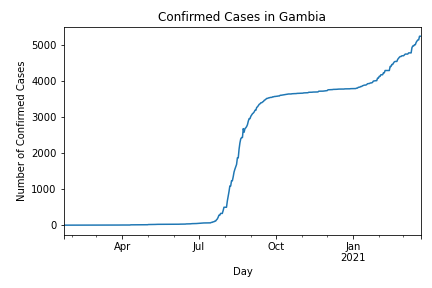 Confirmed Cases in Gambia
Number of Confirmed Cases
5000
4000
3000
2000
1000
0
Apr
Jul
Oct
Jan
2021
Day